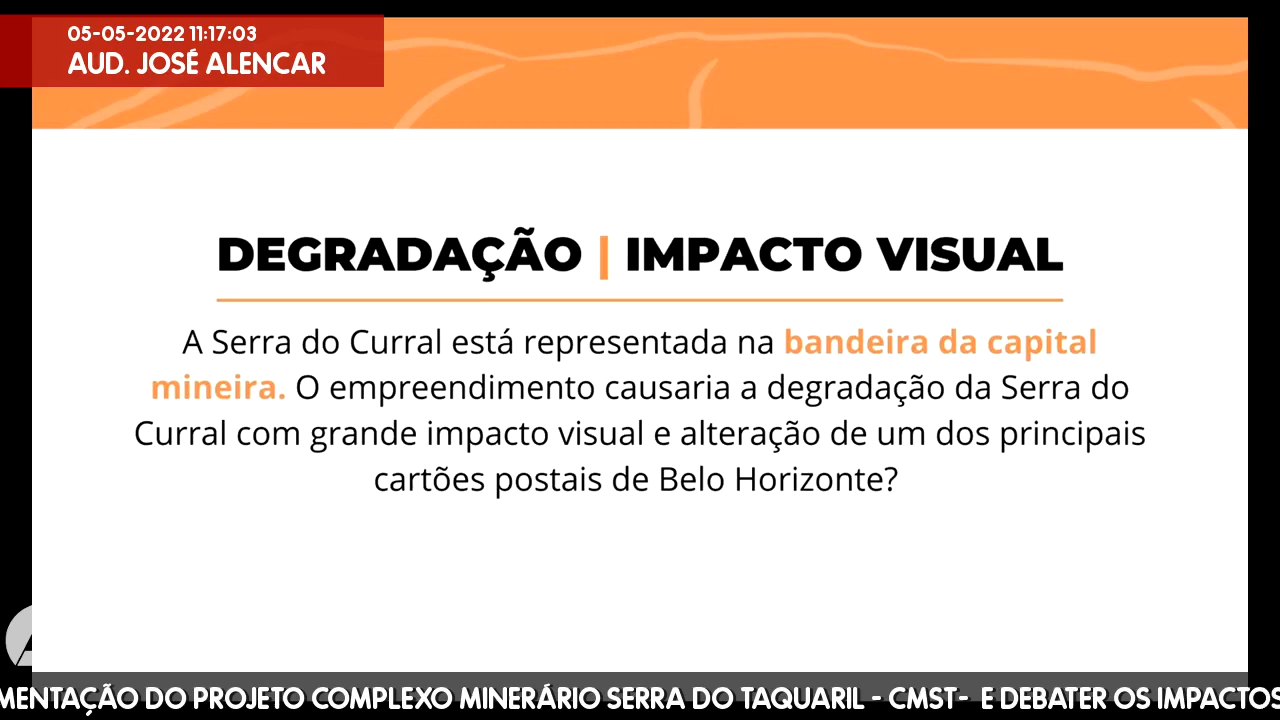 05-05-2022 11:17:03
AUD. JOSÉ ALENCAR
DEGRADAÇÃO | IMPACTO VISUAL
A Serra do Curral está representada na bandeira da capital
mineira. O empreendimento causaria a degradação da Serra do
Curral com grande impacto visual e alteração de um dos principais
cartões postais de Belo Horizonte?
MENTAÇÃO DO PROJETO COMPLEXO MINERÁRIO SERRA DO TAQUARIL - CMST- E DEBATER OS IMPACTOS